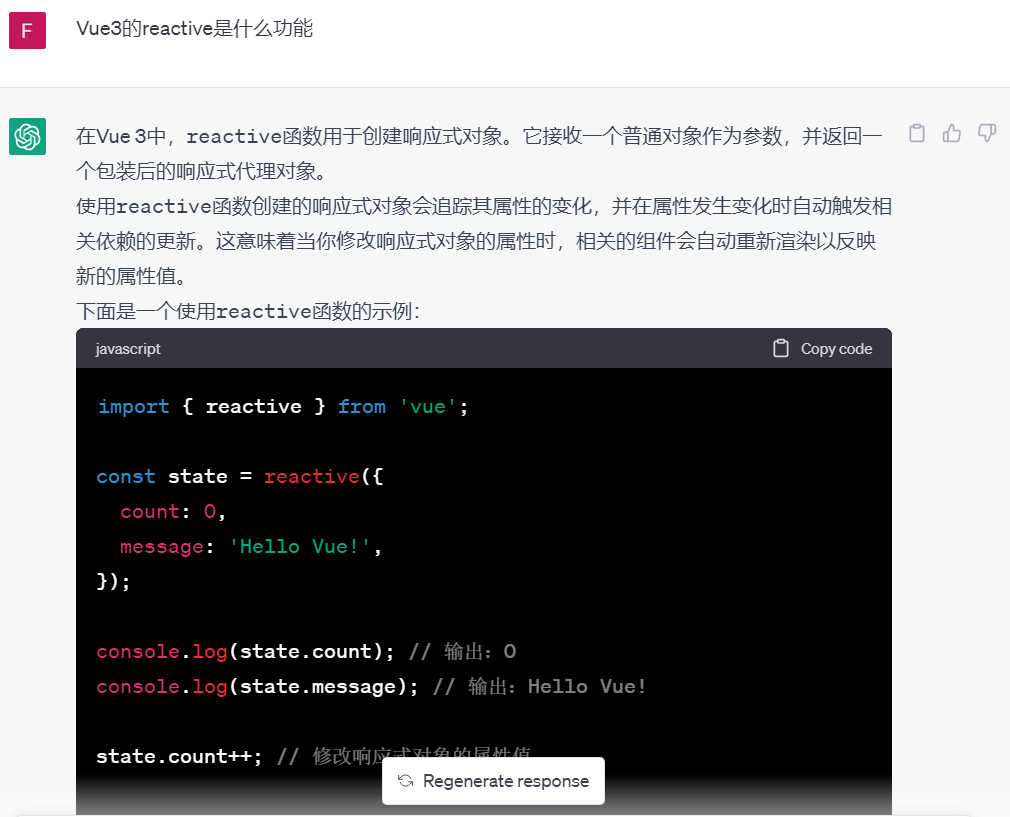 F
Vue3的reactive是什么功能
在Vue 3中，reactive函数用于创建响应式对象。它接收一个普通对象作为参数，并返回一
个包装后的响应式代理对象。
使用reactive函数创建的响应式对象会追踪其属性的变化，并在属性发生变化时自动触发相
关依赖的更新。这意味着当你修改响应式对象的属性时，相关的组件会自动重新渲染以反映
新的属性值。
下面是一个使用reactive函数的示例：
javascript Copy code
import { reactive } from 'vue';
const state = reactive({
  count: 0,
  message: 'Hello Vue!',
});
console.log(state.count); // 输出：0
console.log(state.message); // 输出：Hello Vue!
state.count++; // 修改响应式对象的属性值
Regenerate response